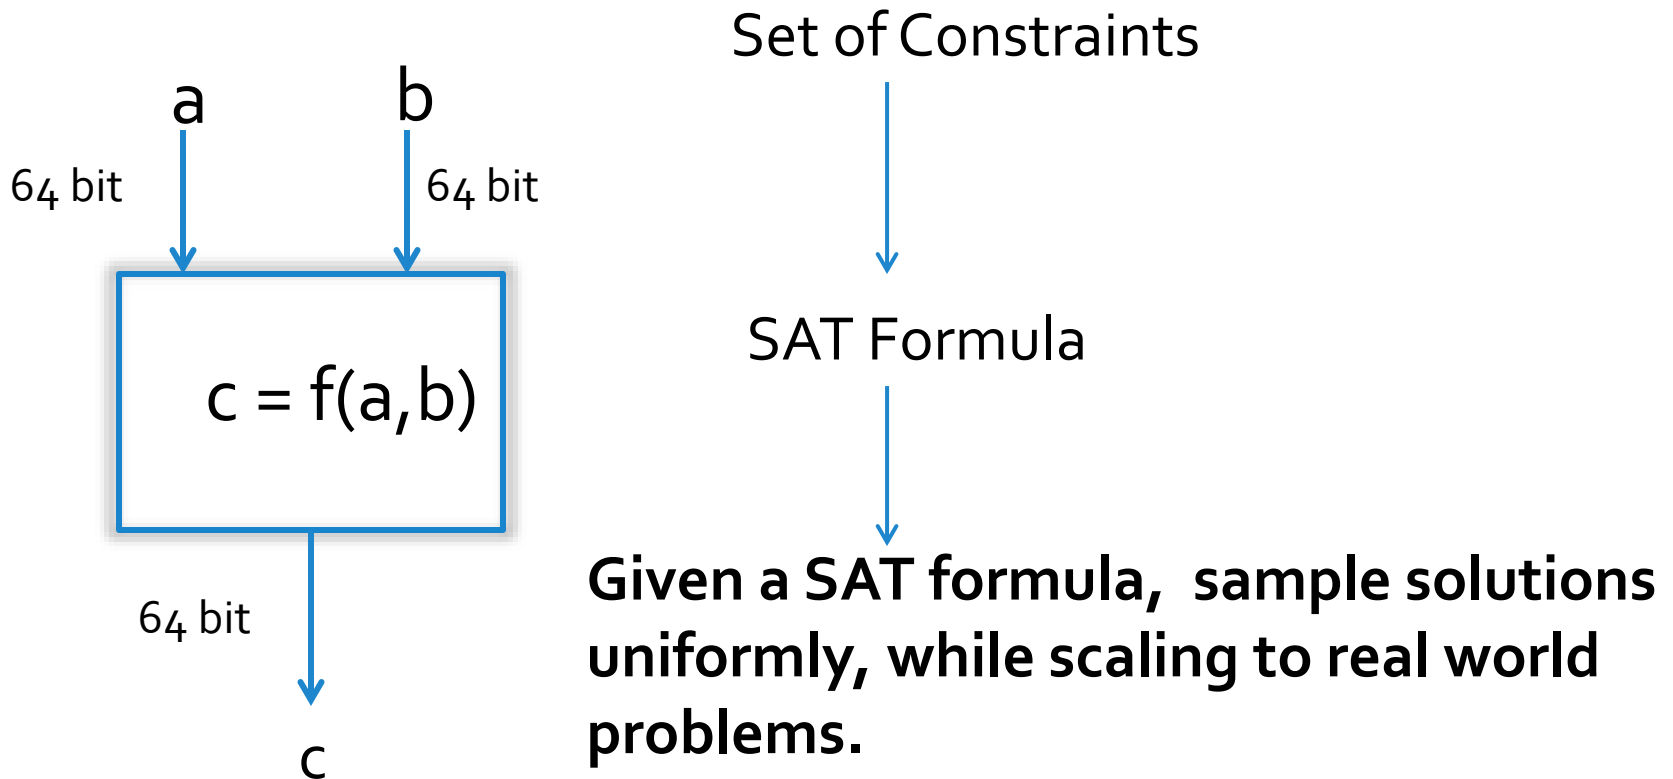 a
b
64 bit
64 bit
c = f(a,b)
64 bit
c
Set of Constraints
SAT Formula
Given a SAT formula, sample solutions
uniformly, while scaling to real world
problems.